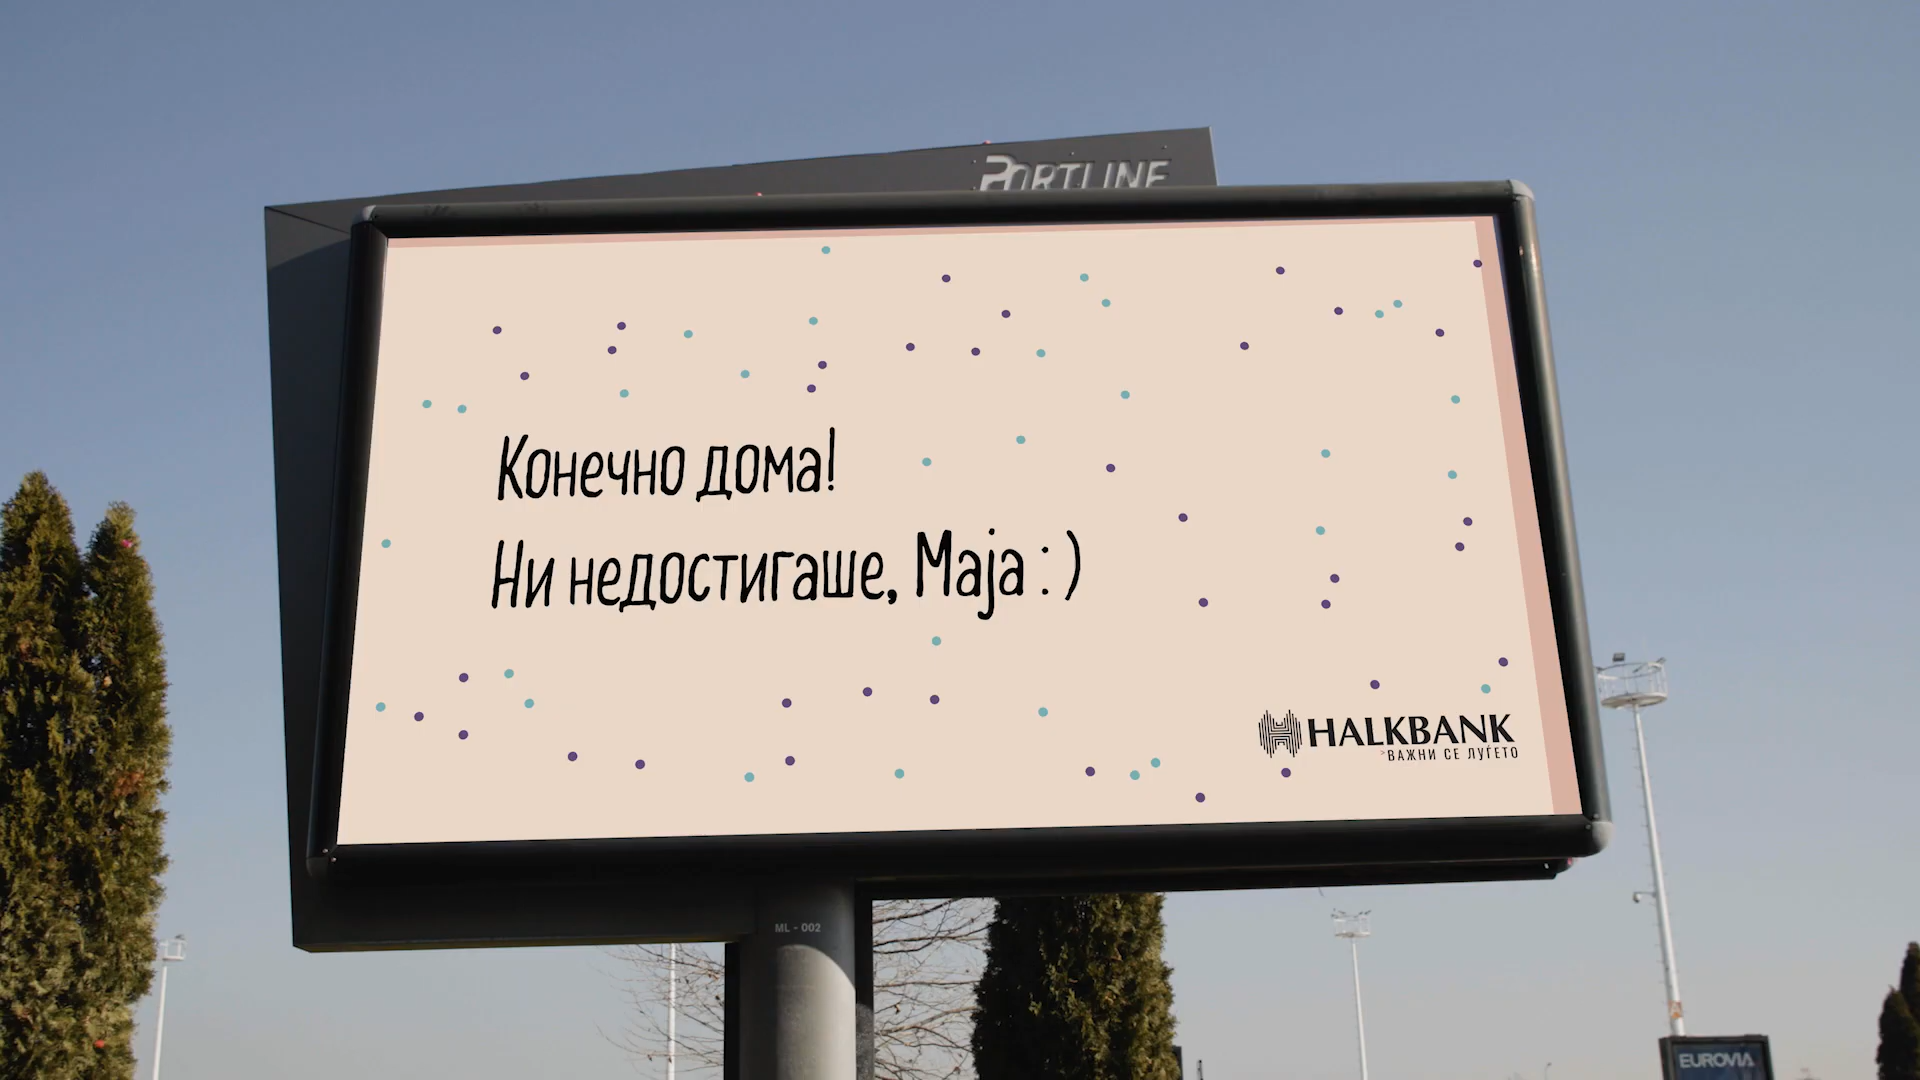 PORTLINE
Конечно дома!
Ни недостигаше, Маја : )
HALKBANK
>ВАЖНИ СЕ ЛУЃЕТО
ML - 002
EUROVIA